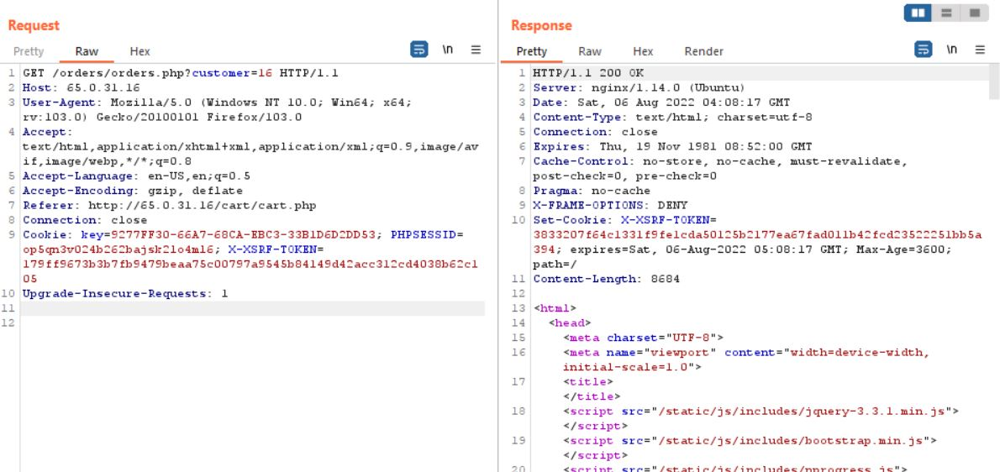 Request
Pretty Raw Hex
\n
1 GET /orders/orders.php?customer=16 HTTP/1.1
2 Host: 65.0.31.16
3 User-Agent: Mozilla/5.0 (Windows NT 10.0; Win64; x64;
rv:103.0) Gecko/20100101 Firefox/103.0
4 Accept:
text/html,application/xhtml+xml,application/xml;q=0.9,image/av
if,image/webp,*/*;q=0.8
5 Accept-Language: en-US,en;q=0.5
6 Accept-Encoding: gzip, deflate
7 Referer: http://65.0.31.16/cart/cart.php
8 Connection: close
9 Cookie: key=9277FF30-66A7-68CA-EBC3-33B1D6D2DD53; PHPSESSID=
op5qn3v024b262bajsk2lo4m16; X-XSRF-TOKEN=
179ff9673b3b7fb9479beaa75c00797a9545b84149d42acc312cd4038b62c1
05
10 Upgrade-Insecure-Requests: 1
11
12
Response
Pretty Raw Hex Render
\n
1 HTTP/1.1 200 OK
2 Server: nginx/1.14.0 (Ubuntu)
3 Date: Sat, 06 Aug 2022 04:08:17 GMT
4 Content-Type: text/html; charset=utf-8
5 Connection: close
6 Expires: Thu, 19 Nov 1981 08:52:00 GMT
7 Cache-Control: no-store, no-cache, must-revalidate,
post-check=0, pre-check=0
8 Pragma: no-cache
9 X-FRAME-OPTIONS: DENY
10 Set-Cookie: X-XSRF-TOKEN=
3833207f64c1331f9fe1cda50125b2177ea67fad011b42fcd23522251bb5a
394; expires=Sat, 06-Aug-2022 05:08:17 GMT; Max-Age=3600;
path=/
11 Content-Length: 8684
12
13 <html>
14 <head>
15 <meta charset="UTF-8">
16 <meta name="viewport" content="width=device-width,
initial-scale=1.0">
17 <title>
</title>
18 <script src="/static/js/includes/jquery-3.3.1.min.js">
</script>
19 <script src="/static/js/includes/bootstrap.min.js">
</script>
20 <script src="/static/js/includes/nprogress.js">